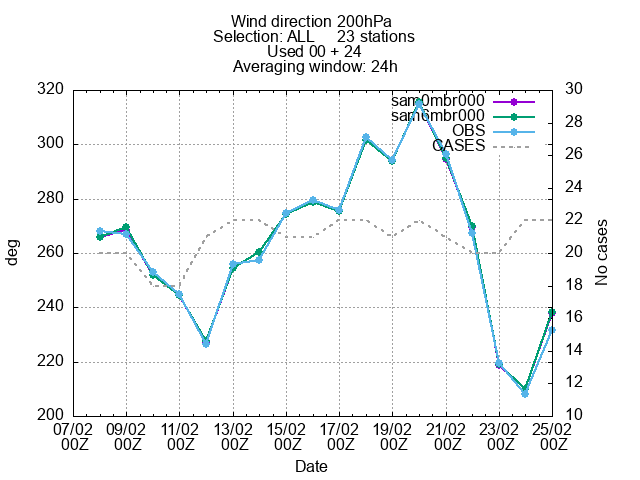 Wind direction 200hPa
Selection: ALL 23 stations
Used 00 + 24
Averaging window: 24h
sam0mbr000
sam6mbr000
OBS
CASES
deg
320
300
280
260
240
220
200
No cases
30
28
26
24
22
20
18
16
14
12
10
07/02 09/02 11/02 13/02 15/02 17/02 19/02 21/02 23/02 25/02
00Z 00Z 00Z 00Z 00Z 00Z 00Z 00Z 00Z 00Z
Date